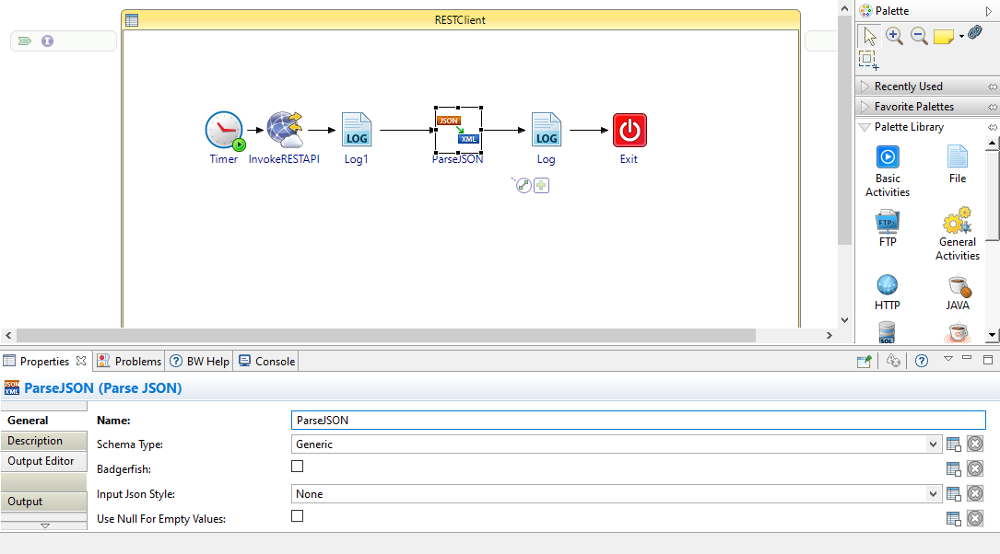 RESTClient
Palette
Recently Used
Favorite Palettes
Palette Library
Basic
Activities
File
FTP
FTP
General
Activities
HTTP
JAVA
SQL
LOG
JSON
XML
LOG
Timer
InvokeRESTAPI
Log1
ParseJSON
Log
Exit
Properties
Problems
BW Help
Console
JSON
XML
ParseJSON (Parse JSON)
General
Description
Output Editor
Output
Name:
ParseJSON
Schema Type:
Generic
Badgerfish:
Input Json Style:
None
Use Null For Empty Values: